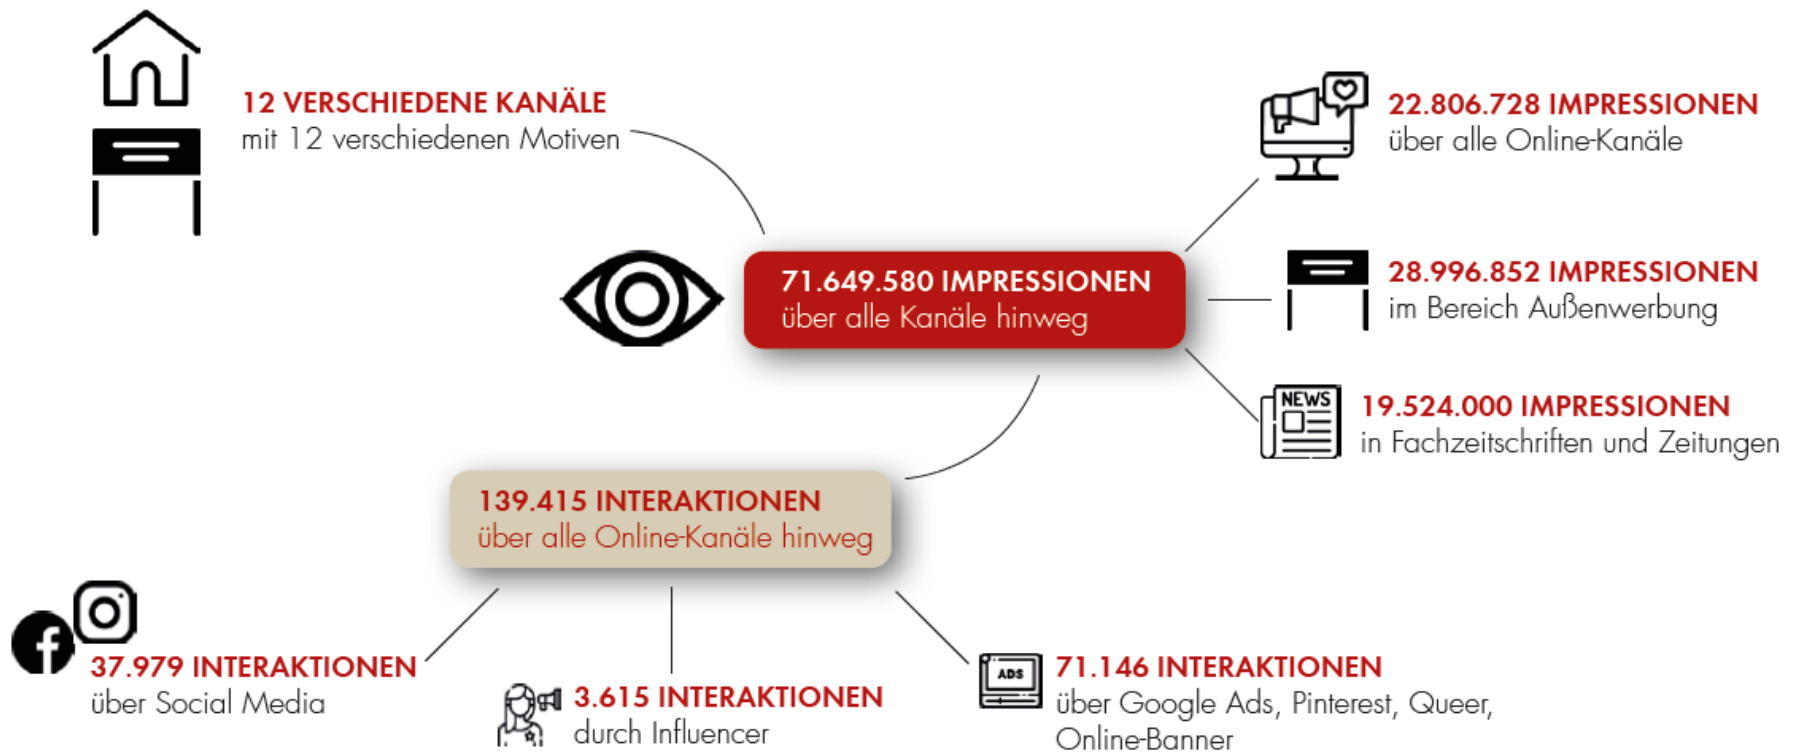 12 VERSCHIEDENE KANÄLE
mit 12 verschiedenen Motiven
22.806.728 IMPRESSIONEN
über alle Online-Kanäle
71.649.580 IMPRESSIONEN
über alle Kanäle hinweg
28.996.852 IMPRESSIONEN
im Bereich Außenwerbung
NEWS
19.524.000 IMPRESSIONEN
in Fachzeitschriften und Zeitungen
139.415 INTERAKTIONEN
über alle Online-Kanäle hinweg
37.979 INTERAKTIONEN
über Social Media
3.615 INTERAKTIONEN
durch Influencer
ADS
71.146 INTERAKTIONEN
über Google Ads, Pinterest, Queer,
Online-Banner